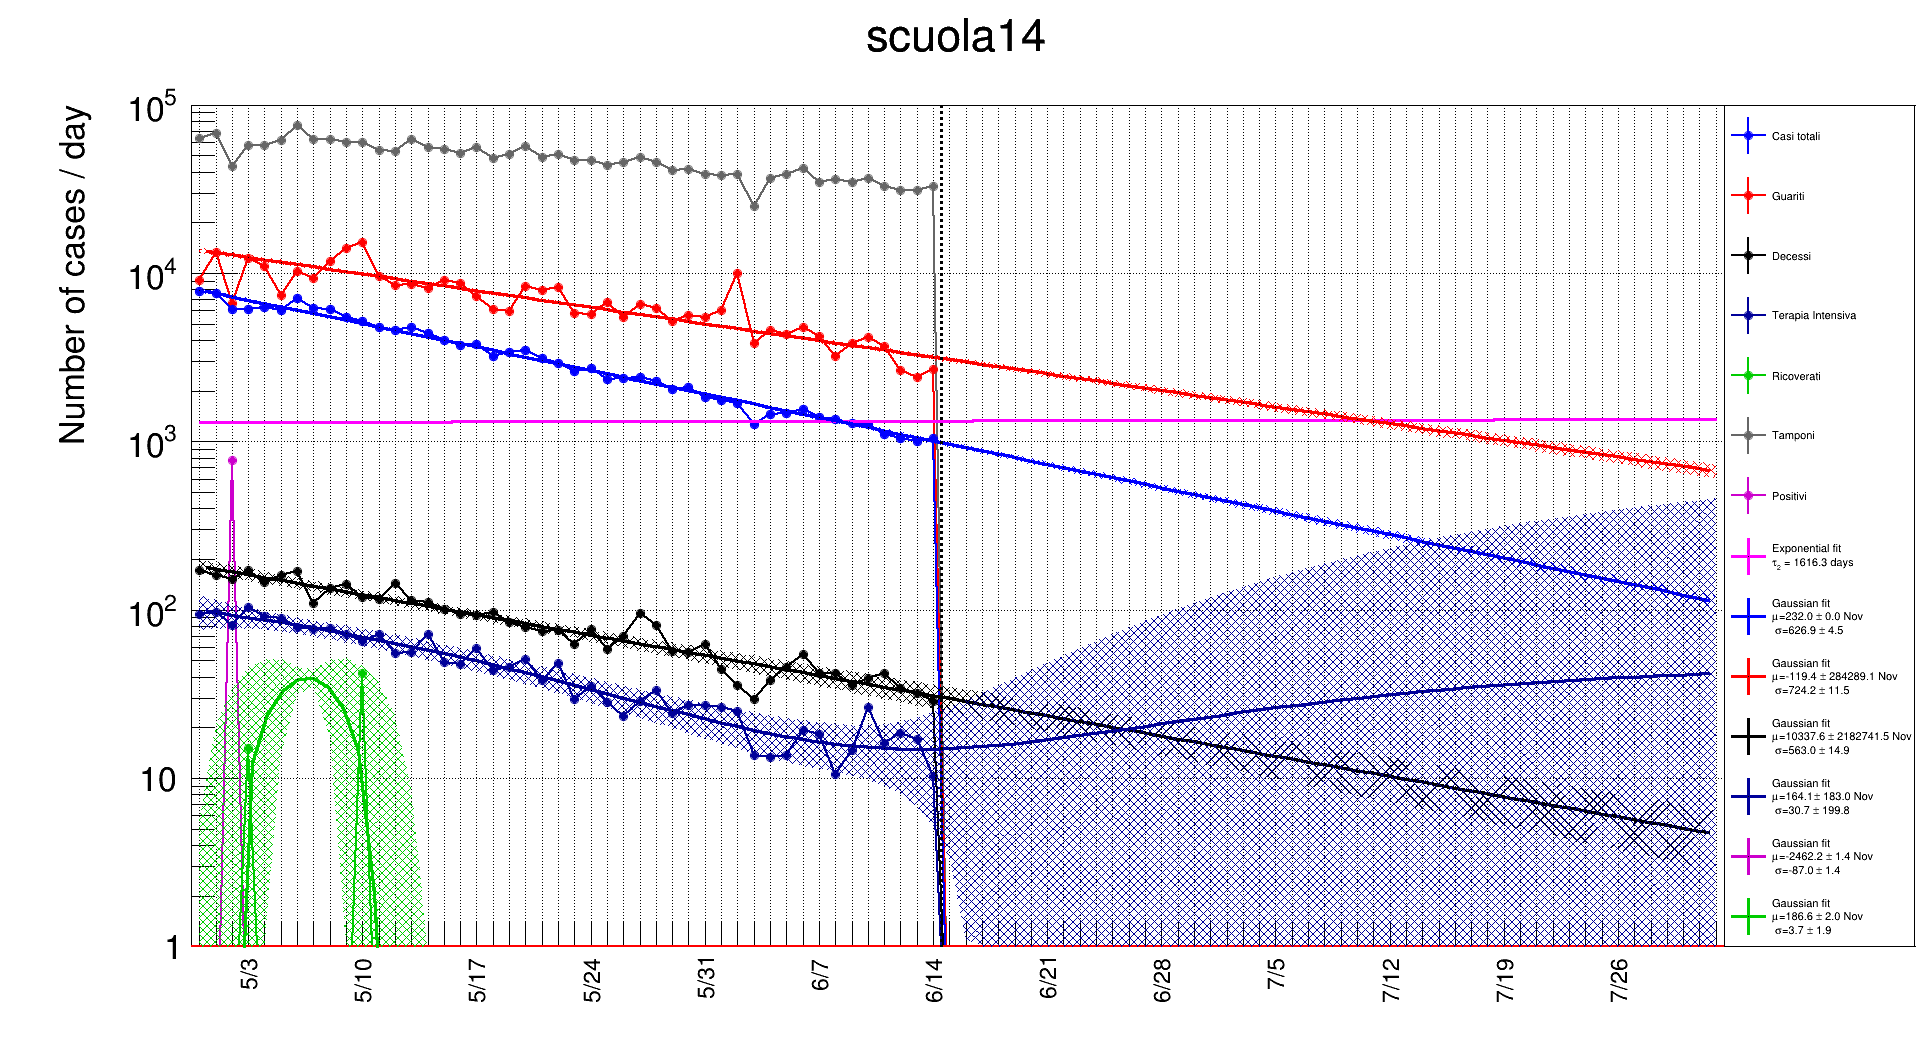 scuola14
Number of cases / day
10^5
10^4
10^3
10^2
10
1
5/3
5/10
5/17
5/24
5/31
6/7
6/14
6/21
6/28
7/5
7/12
7/19
7/26
Casi totali
Guariti
Decessi
Terapia Intensiva
Ricoverati
Tamponi
Positivi
Exponential fit
τ₂ = 1616.3 days
Gaussian fit
μ=232.0 ± 0.0 Nov
σ=626.9 ± 4.5
Gaussian fit
μ=-119.4 ± 284289.1 Nov
σ=724.2 ± 11.5
Gaussian fit
μ=10337.6 ± 2182741.5 Nov
σ=563.0 ± 14.9
Gaussian fit
μ=164.1 ± 183.0 Nov
σ=30.7 ± 199.8
Gaussian fit
μ=-2462.2 ± 1.4 Nov
σ=-87.0 ± 1.4
Gaussian fit
μ=186.6 ± 2.0 Nov
σ=3.7 ± 1.9